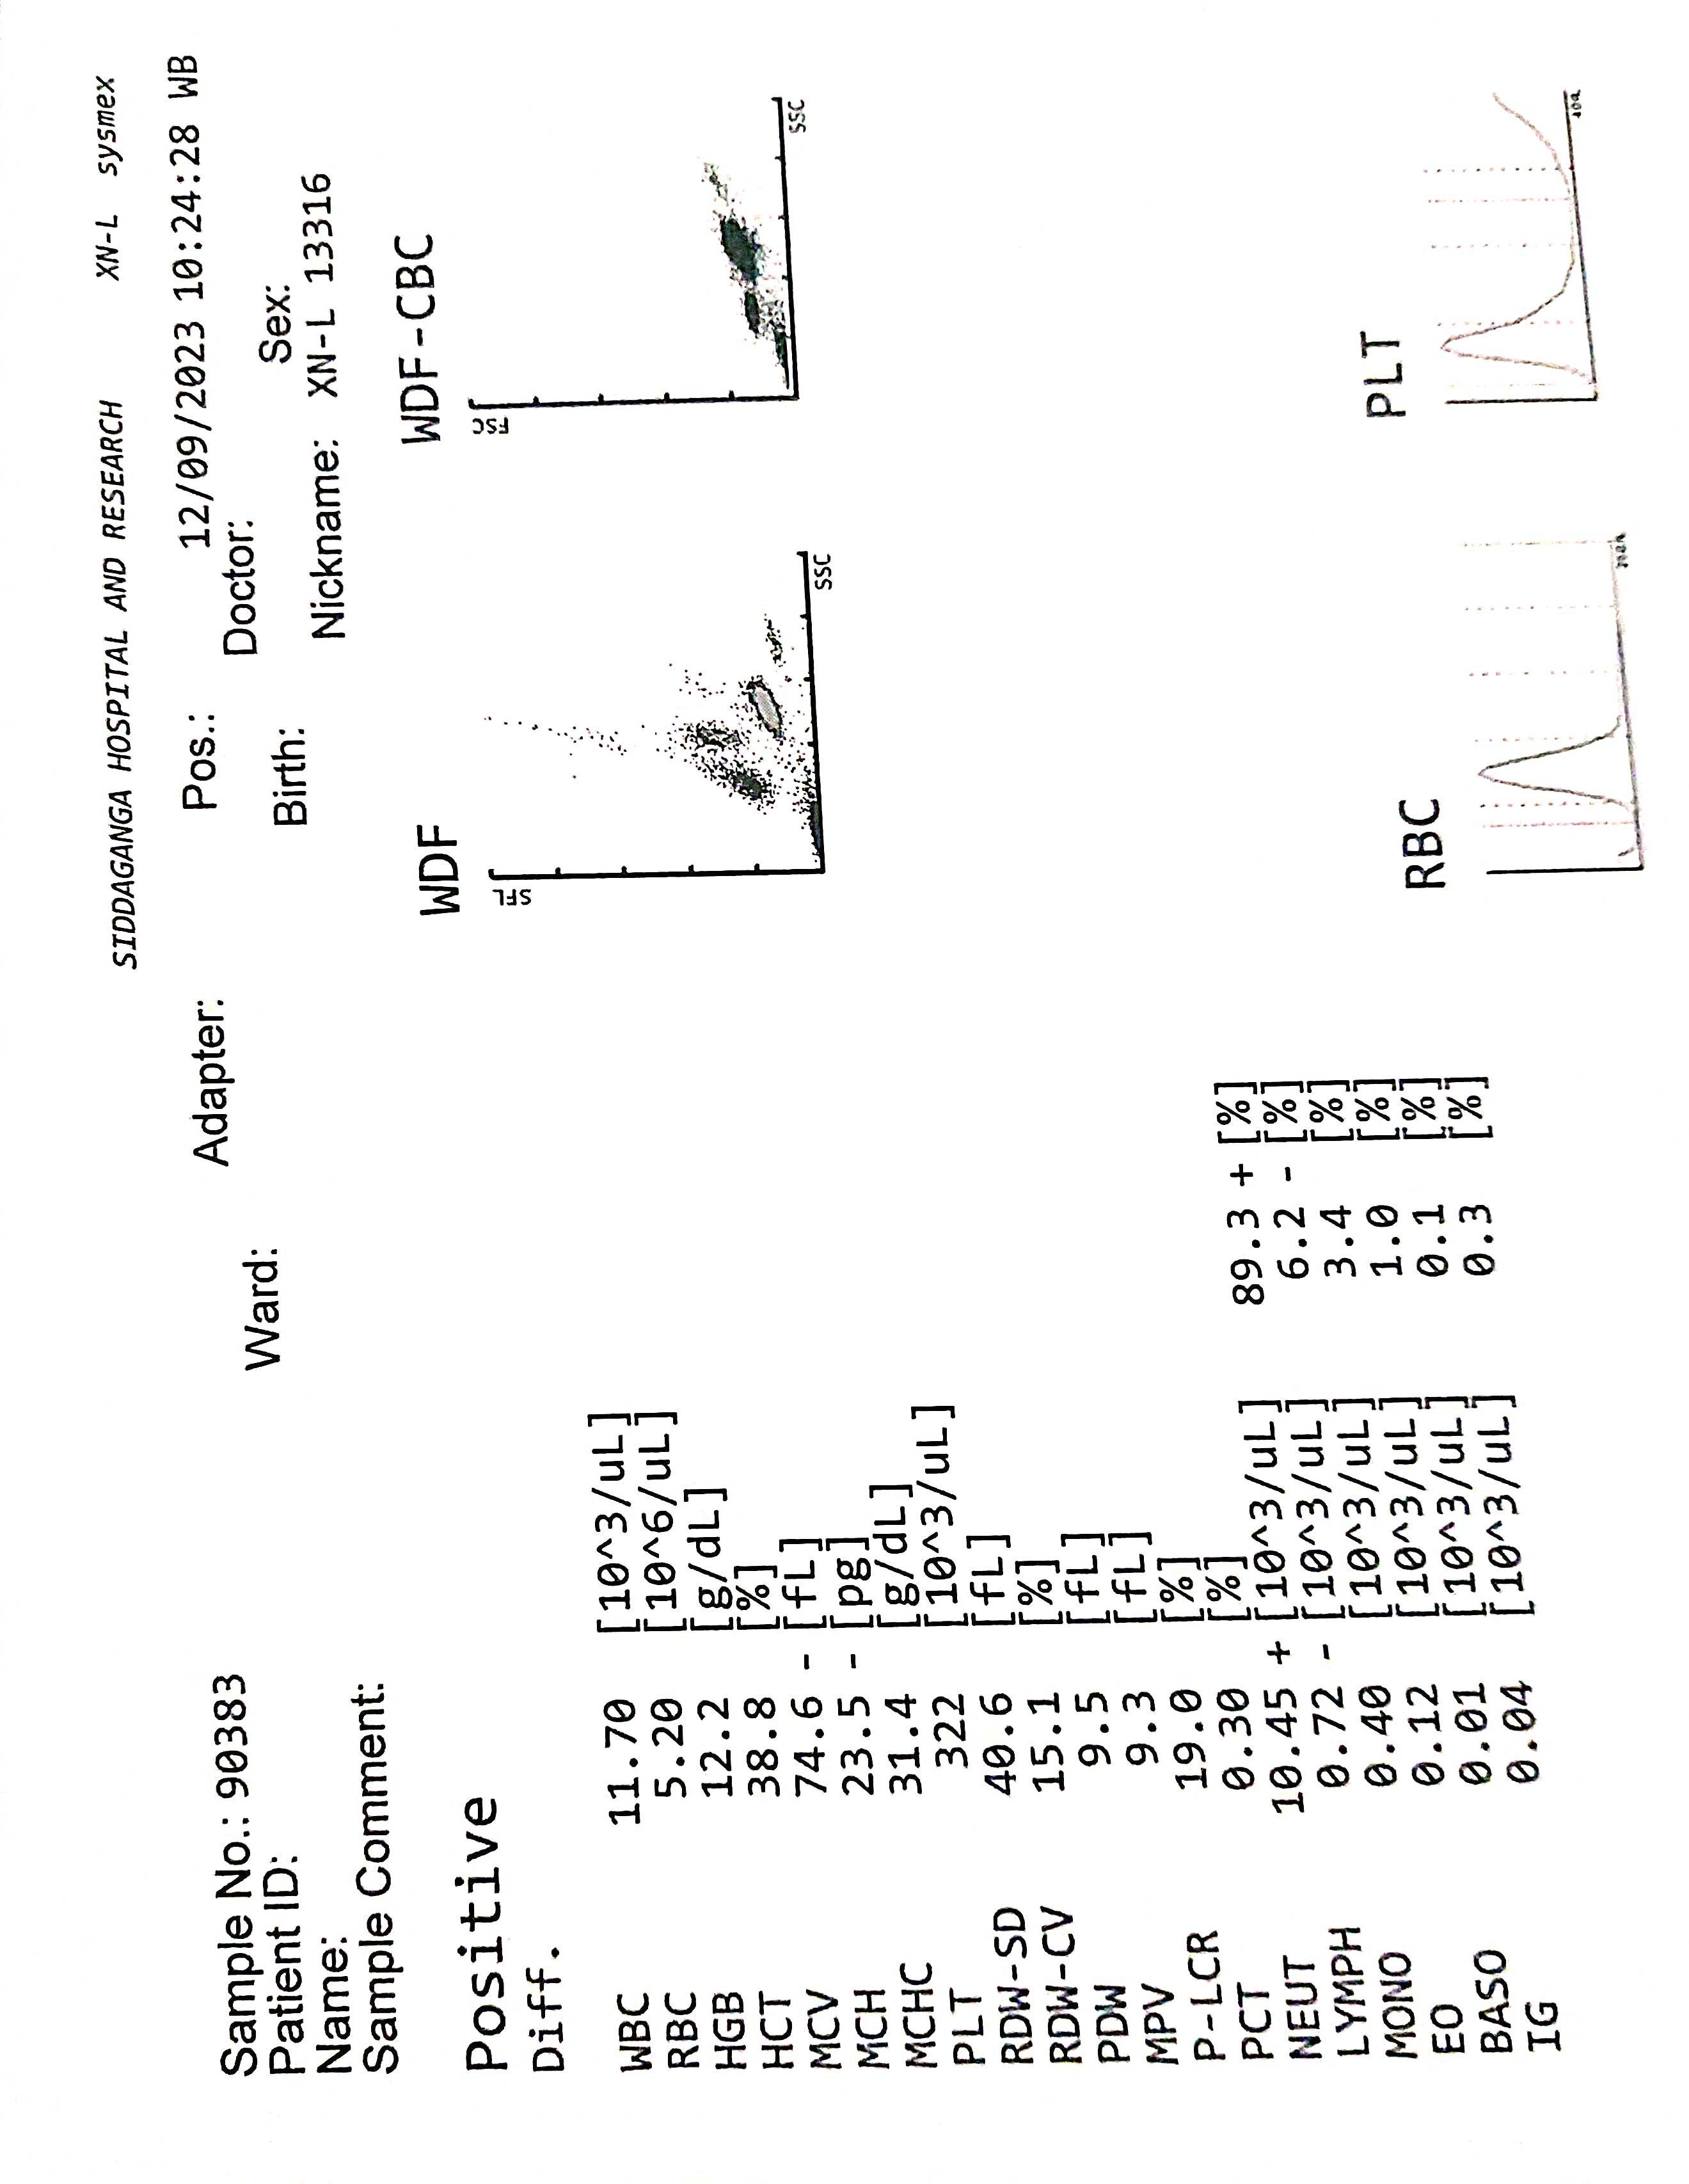 SIDDAGANGA HOSPITAL AND RESEARCH XN-L sysmex
Sample No.: 90383 Adapter: Pos.: 12/09/2023 10:24:28 WB
Patient ID: Ward: Doctor:
Name: Birth: Sex:
Sample Comment: Nickname: XN-L 13316
Positive
Diff.
WBC 11.70 [10^3/uL]
RBC 5.20 [10^6/uL]
HGB 12.2 [g/dL]
HCT 38.8 [%]
MCV 74.6 - [fL]
MCH 23.5 - [pg]
MCHC 31.4 [g/dL]
PLT 322 [10^3/uL]
RDW-SD 40.6 [fL]
RDW-CV 15.1 [%]
PDW 9.5 [fL]
MPV 9.3 [fL]
P-LCR 19.0 [%]
PCT 0.30 [%]
NEUT 10.45 + [10^3/uL] 89.3 + [%]
LYMPH 0.72 - [10^3/uL] 6.2 - [%]
MONO 0.40 [10^3/uL] 3.4 [%]
EO 0.12 [10^3/uL] 1.0 [%]
BASO 0.01 [10^3/uL] 0.1 [%]
IG 0.04 [10^3/uL] 0.3 [%]
WDF
SFL
SSC
WDF-CBC
FSC
SSC
RBC
PLT